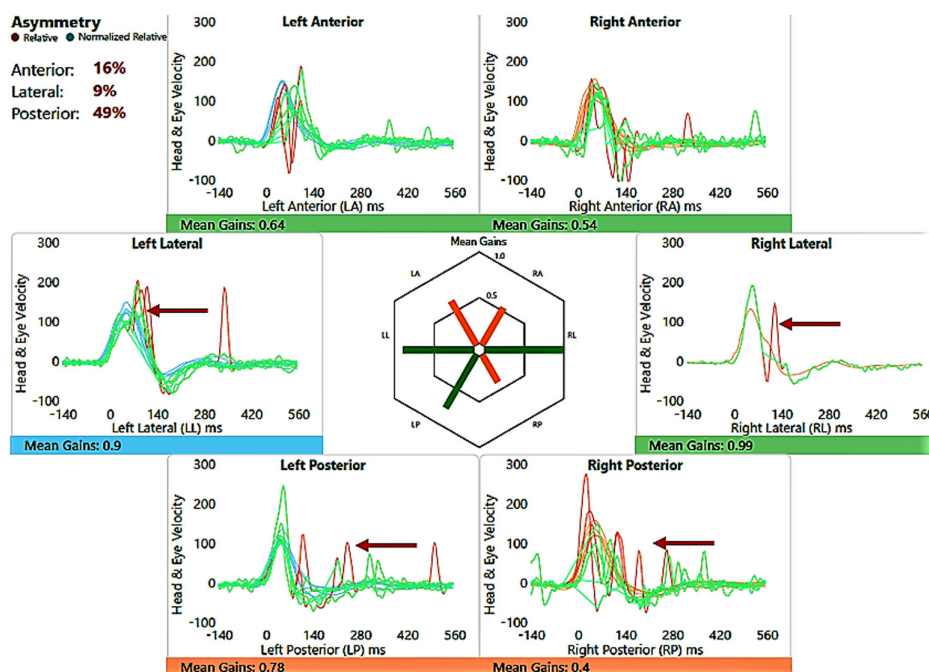 Asymmetry
Relative Normalized Relative
Anterior: 16%
Lateral: 9%
Posterior: 49%
Left Anterior
Head & Eye Velocity
300
200
100
0
-100
-140 0 140 280 420 560
Left Anterior (LA) ms
Mean Gains: 0.64
Right Anterior
Head & Eye Velocity
300
200
100
0
-100
-140 0 140 280 420 560
Right Anterior (RA) ms
Mean Gains: 0.54
Left Lateral
Head & Eye Velocity
300
200
100
0
-100
-140 0 140 280 420 560
Left Lateral (LL) ms
Mean Gains: 0.9
Mean Gains
1.0
LA RA
0.5
LL RL
LP RP
Right Lateral
Head & Eye Velocity
300
200
100
0
-100
-140 0 140 280 420 560
Right Lateral (RL) ms
Mean Gains: 0.99
Left Posterior
Head & Eye Velocity
300
200
100
0
-100
-140 0 140 280 420 560
Left Posterior (LP) ms
Mean Gains: 0.78
Right Posterior
Head & Eye Velocity
300
200
100
0
-100
-140 0 140 280 420 560
Right Posterior (RP) ms
Mean Gains: 0.4